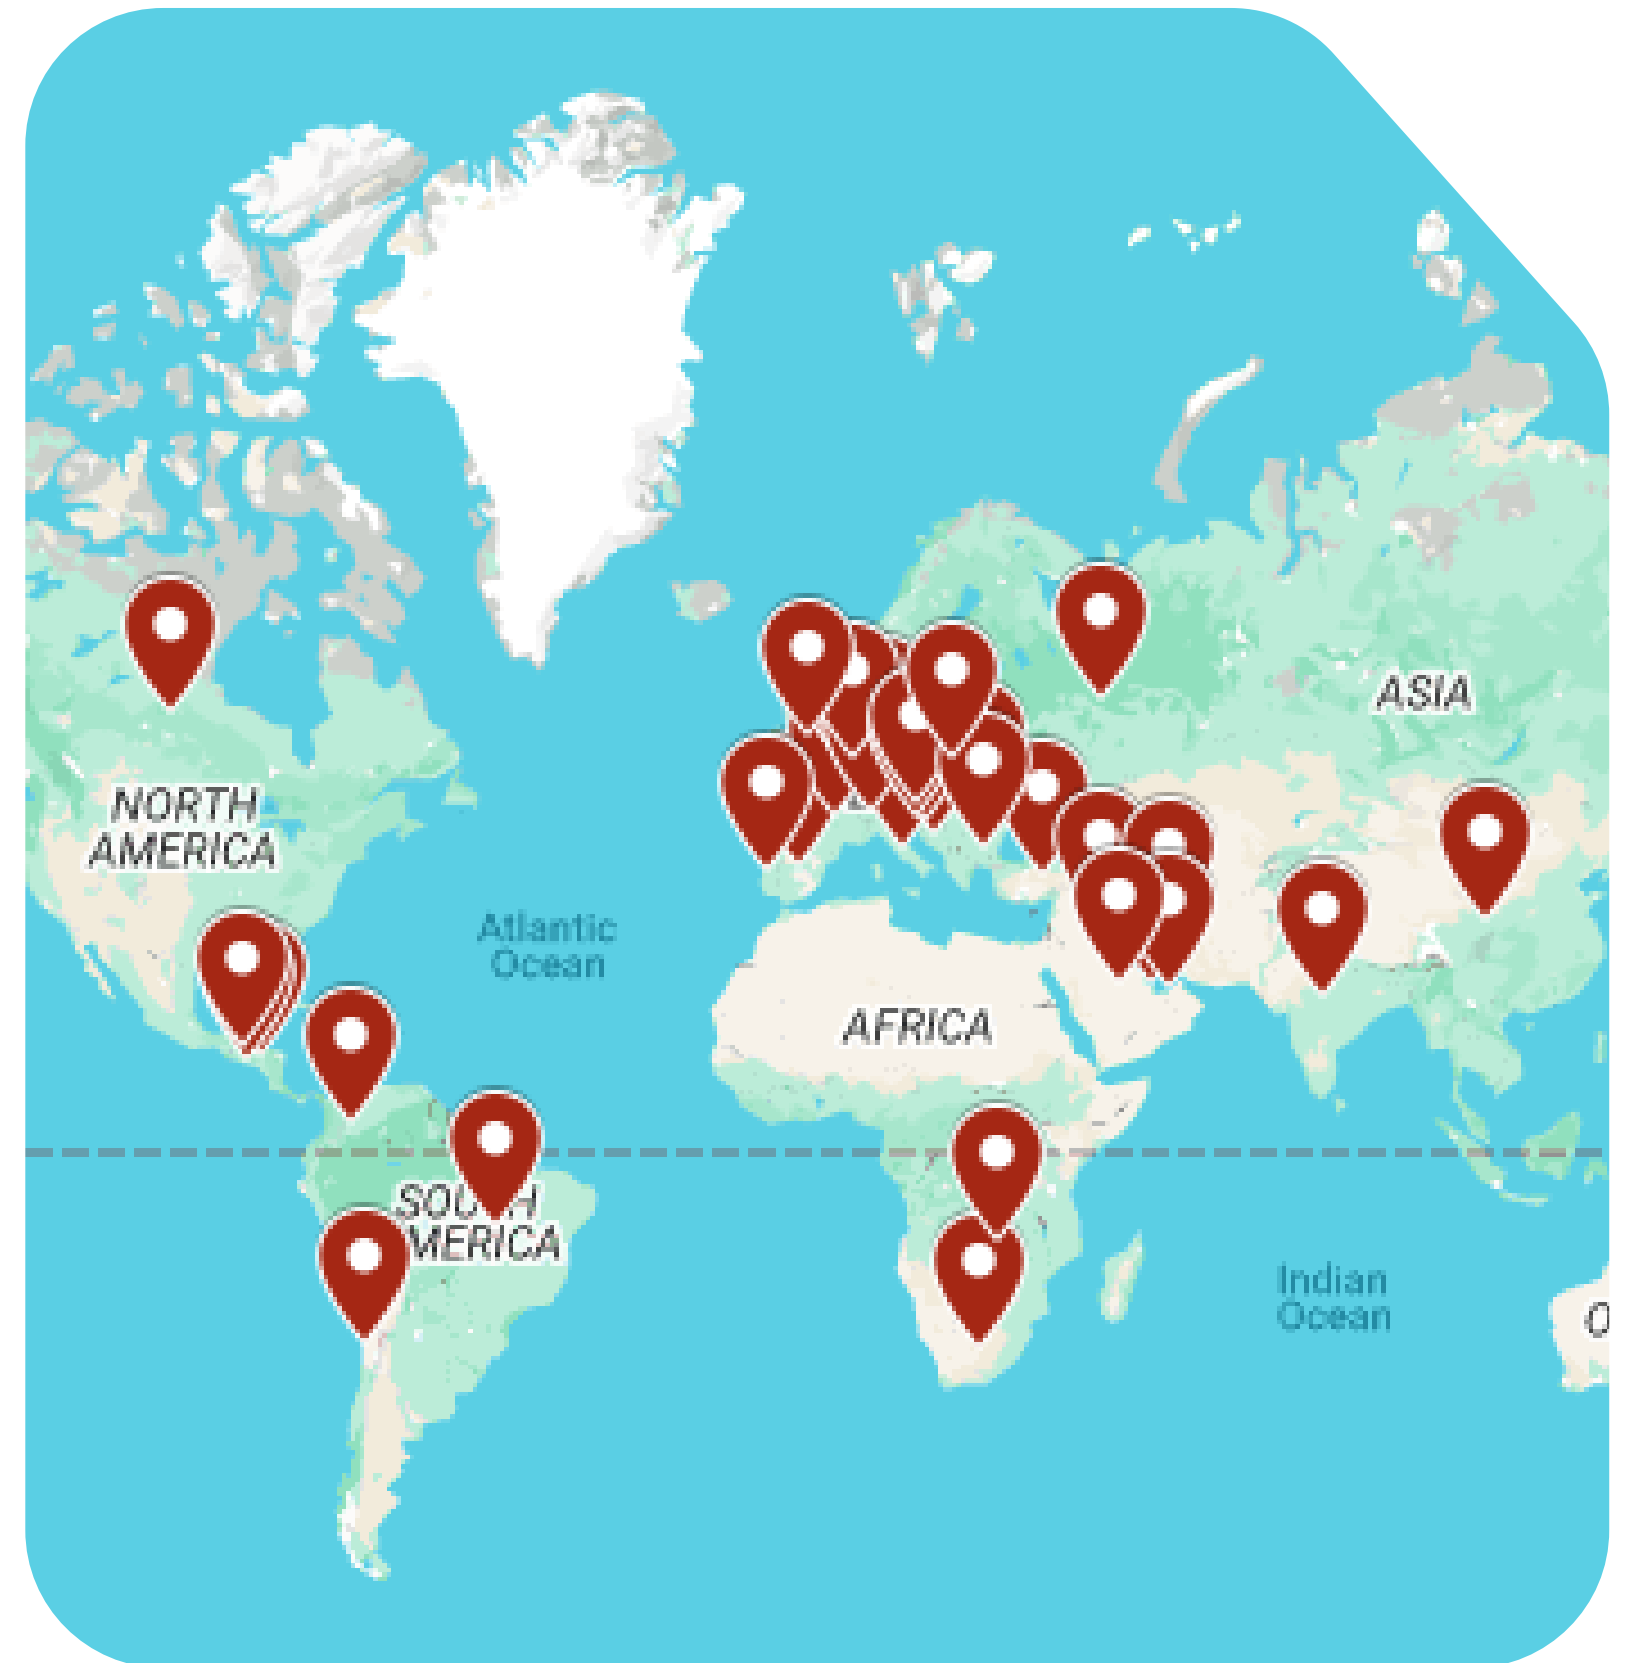 ASIA
NORTH
AMERICA
Atlantic
Ocean
AFRICA
Indian
Ocean